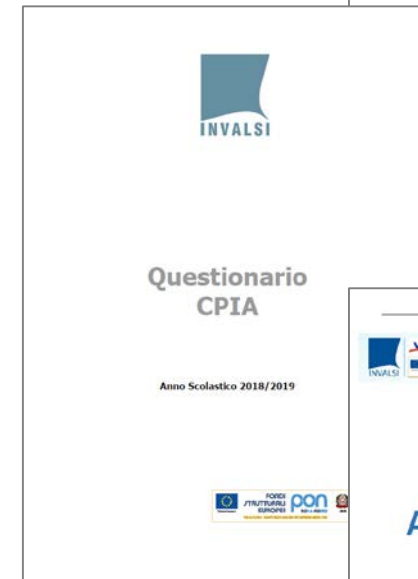 INVALSI
Questionario
CPIA
Anno Scolastico 2018/2019
FONDI
STRUTTURALI
EUROPEI
pon
INVALSI
A